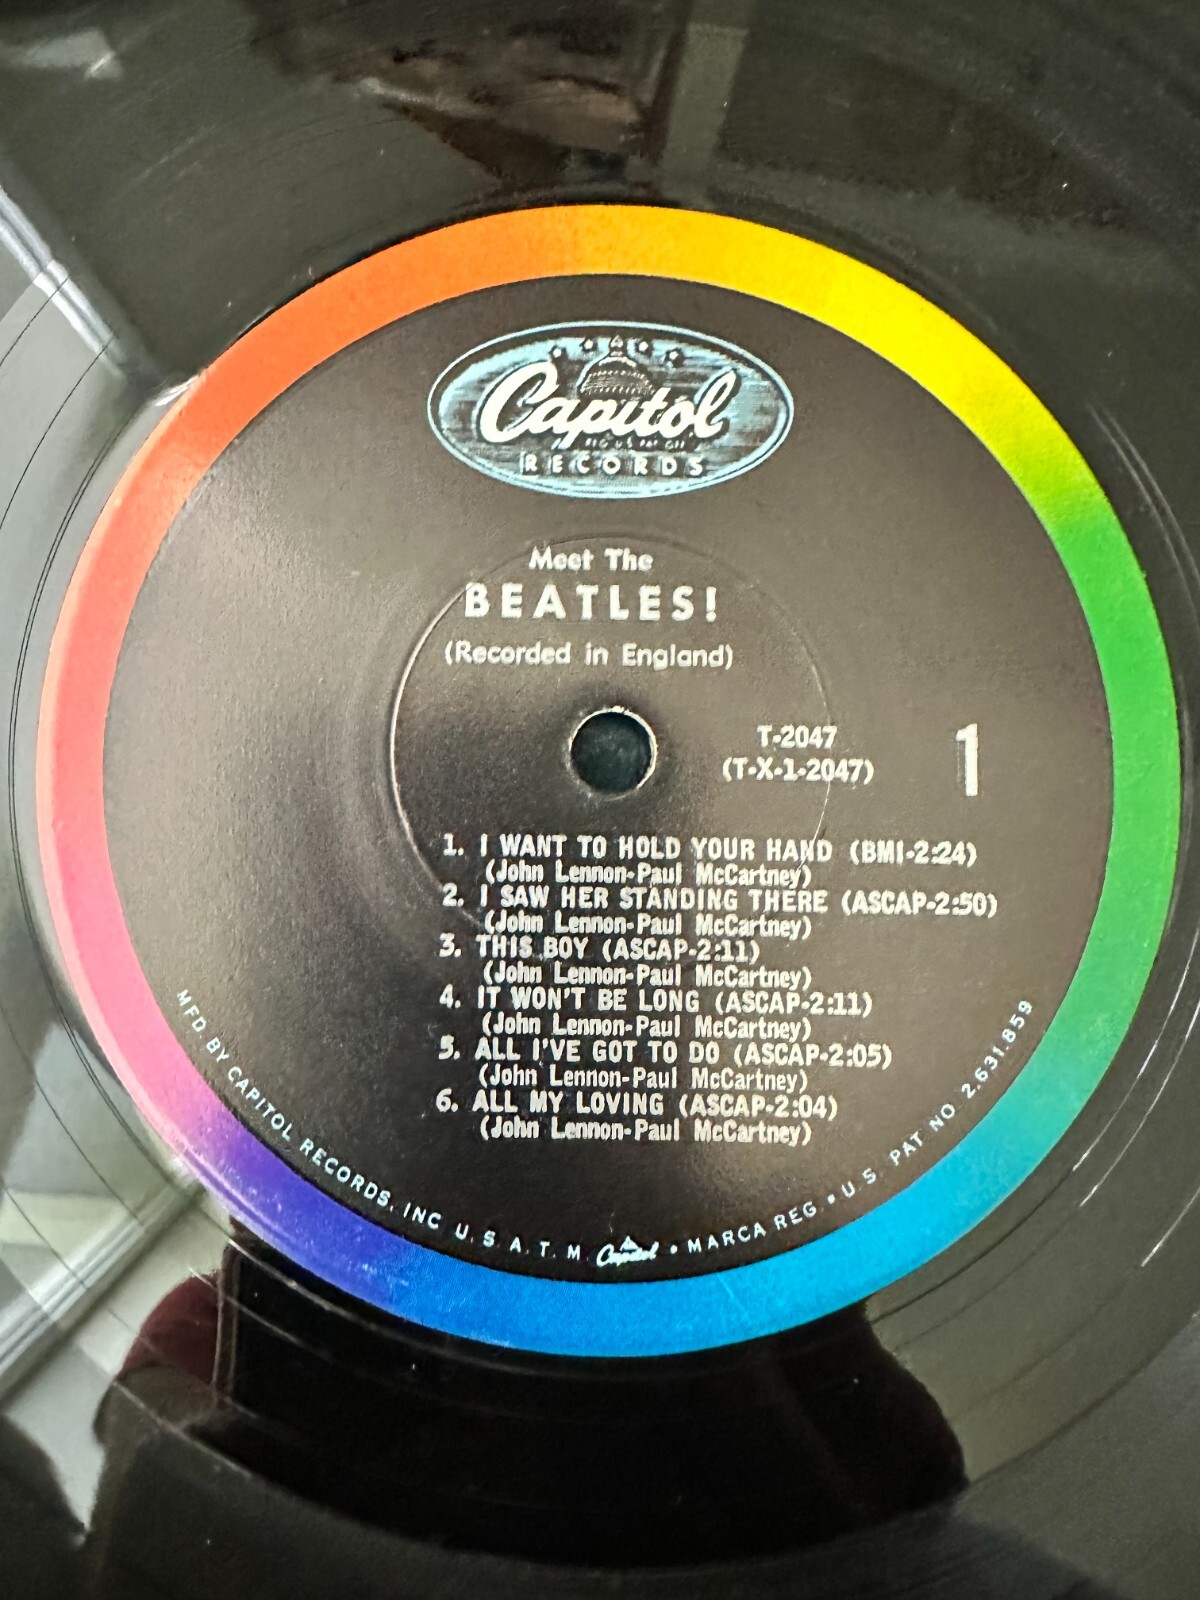 Capitol
REG. U.S. PAT. OFF.
RECORDS
Meet The
BEATLES!
(Recorded in England)
T-2047
(T-X-1-2047)
1
1. I WANT TO HOLD YOUR HAND (BMI-2:24)
(John Lennon-Paul McCartney)
2. I SAW HER STANDING THERE (ASCAP-2:50)
(John Lennon-Paul McCartney)
3. THIS BOY (ASCAP-2:11)
(John Lennon-Paul McCartney)
4. IT WON'T BE LONG (ASCAP-2:11)
(John Lennon-Paul McCartney)
5. ALL I'VE GOT TO DO (ASCAP-2:05)
(John Lennon-Paul McCartney)
6. ALL MY LOVING (ASCAP-2:04)
(John Lennon-Paul McCartney)
MFD. BY CAPITOL RECORDS, INC U.S.A. T.M. Capitol • MARCA REG. • U.S. PAT NO 2,631,859